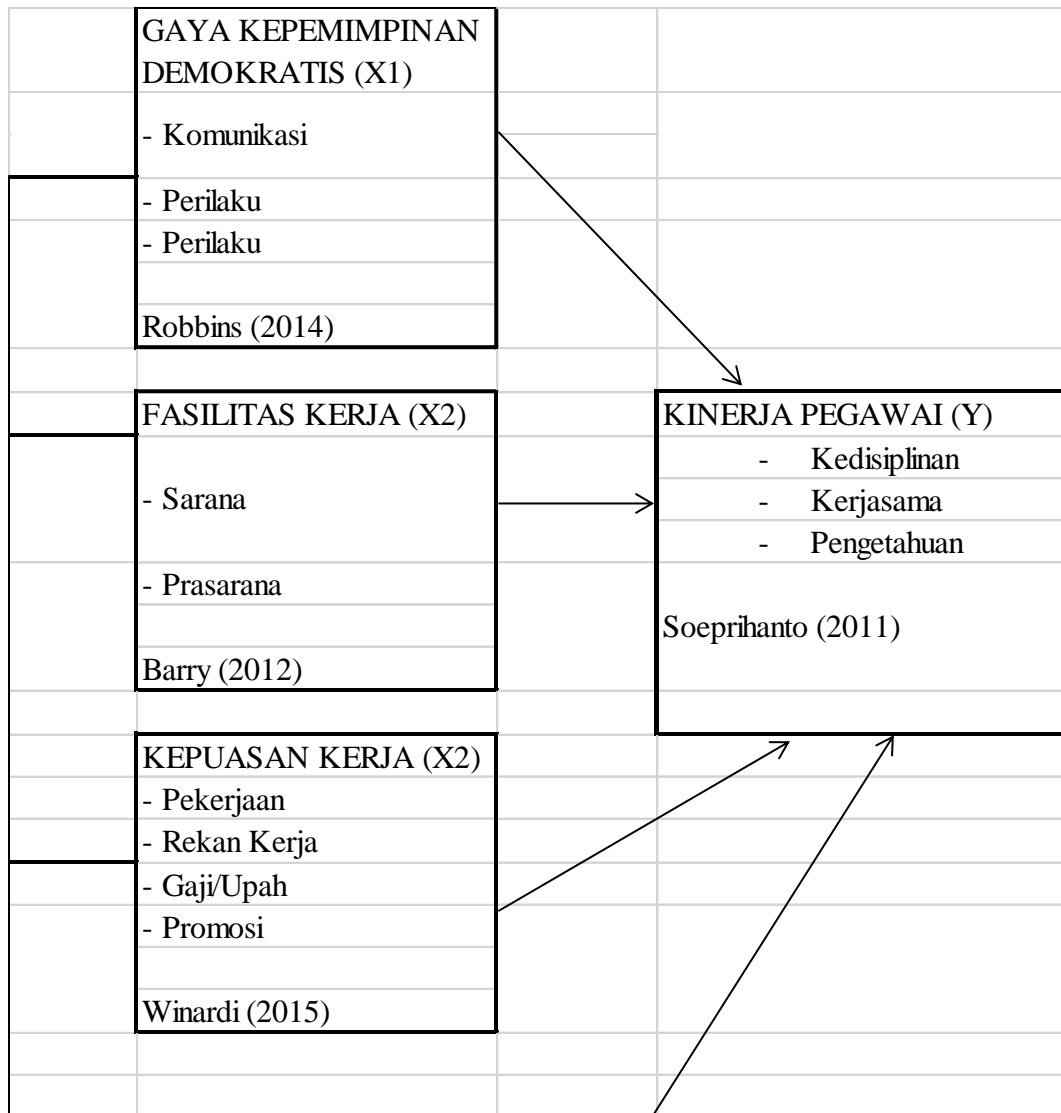 GAYA KEPEMIMPINAN
DEMOKRATIS (X1)
- Komunikasi
- Perilaku
- Perilaku
Robbins (2014)
FASILITAS KERJA (X2)
- Sarana
- Prasarana
Barry (2012)
KINERJA PEGAWAI (Y)
- Kedisiplinan
- Kerjasama
- Pengetahuan
Soeprihanto (2011)
KEPUASAN KERJA (X2)
- Pekerjaan
- Rekan Kerja
- Gaji/Upah
- Promosi
Winardi (2015)